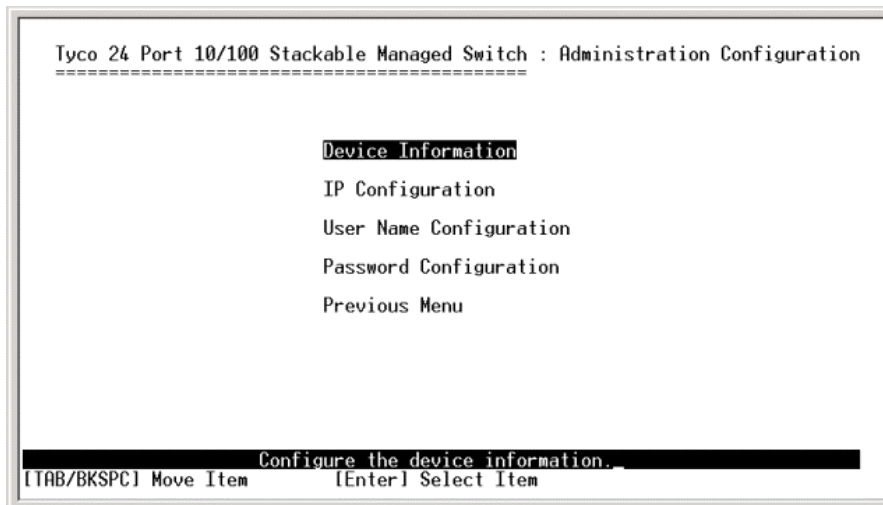 Tyco 24 Port 10/100 Stackable Managed Switch : Administration Configuration
============================================
Device Information
IP Configuration
User Name Configuration
Password Configuration
Previous Menu
Configure the device information._
[TAB/BKSPC] Move Item [Enter] Select Item